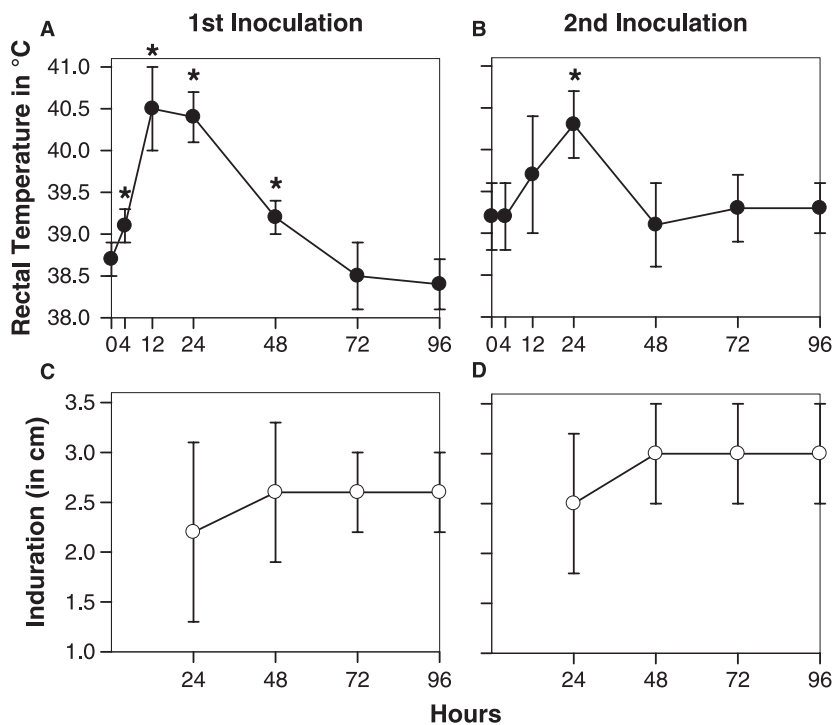 1st Inoculation
2nd Inoculation
A
B
Rectal Temperature in °C
41.0
40.5
40.0
39.5
39.0
38.5
38.0
*
*
*
*
*
0 4 12 24 48 72 96
0 4 12 24 48 72 96
C
D
Induration (in cm)
3.5
3.0
2.5
2.0
1.5
1.0
24 48 72 96
24 48 72 96
Hours